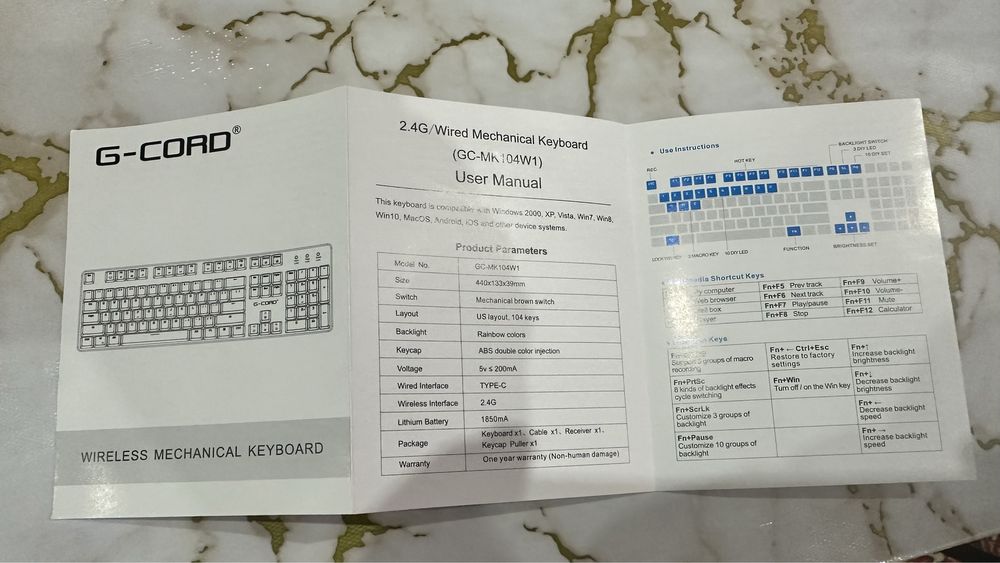 G-CORD®
G-CORD
WIRELESS MECHANICAL KEYBOARD
2.4G/Wired Mechanical Keyboard
(GC-MK104W1)
User Manual
This keyboard is compatible with Windows 2000, XP, Vista, Win7, Win8,
Win10, MacOS, Android, iOS and other device systems.
Product Parameters
Model No. GC-MK104W1
Size 440x133x39mm
Switch Mechanical brown switch
Layout US layout, 104 keys
Backlight Rainbow colors
Keycap ABS double color injection
Voltage 5v ≤ 200mA
Wired Interface TYPE-C
Wireless Interface 2.4G
Lithium Battery 1850mA
Package Keyboard x1、Cable x1、Receiver x1、
Keycap Puller x1
Warranty One year warranty (Non-human damage)
• Use Instructions
BACKLIGHT SWITCH
3 DIY LED
10 DIY SET
HOT KEY
REC
LOCK WIN KEY 3 MACRO KEY 10 DIY LED FUNCTION BRIGHTNESS SET
Shortcut Keys
computer Fn+F5 Prev track Fn+F9 Volume+
browser Fn+F6 Next track Fn+F10 Volume-
box Fn+F7 Play/pause Fn+F11 Mute
Fn+F8 Stop Fn+F12 Calculator
Keys
groups of macro
recording
Fn+ ← Ctrl+Esc
Restore to factory
settings
Fn+↑
Increase backlight
brightness
Fn+PrtSc
8 kinds of backlight effects
cycle switching
Fn+Win
Turn off / on the Win key
Fn+↓
Decrease backlight
brightness
Fn+ScrLk
Customize 3 groups of
backlight
Fn+ ←
Decrease backlight
speed
Fn+Pause
Customize 10 groups of
backlight
Fn+ →
Increase backlight
speed